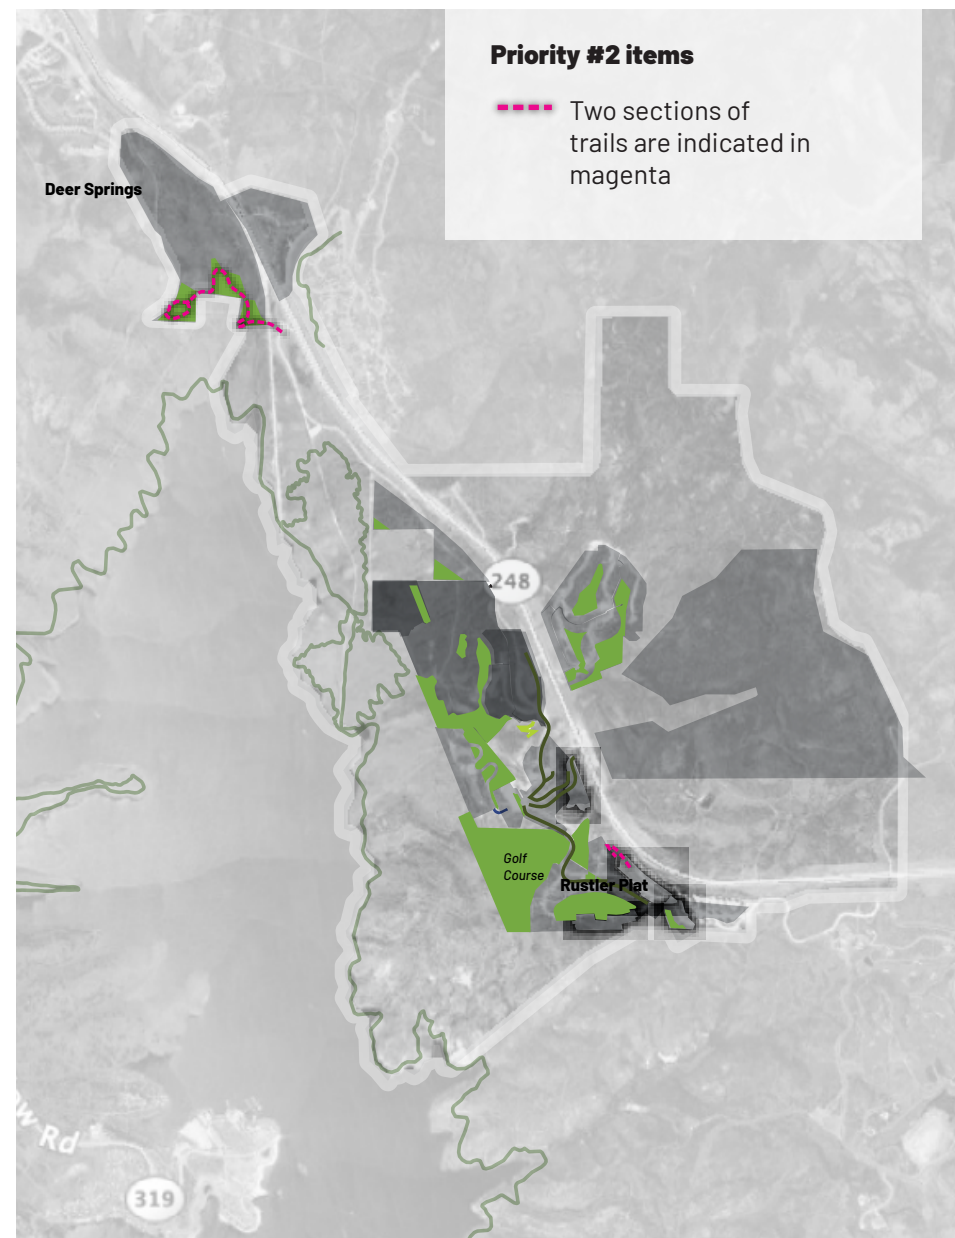 Priority #2 items
Two sections of
trails are indicated in
magenta
Deer Springs
248
Golf
Course
Rustler Plat
ow Rd
319